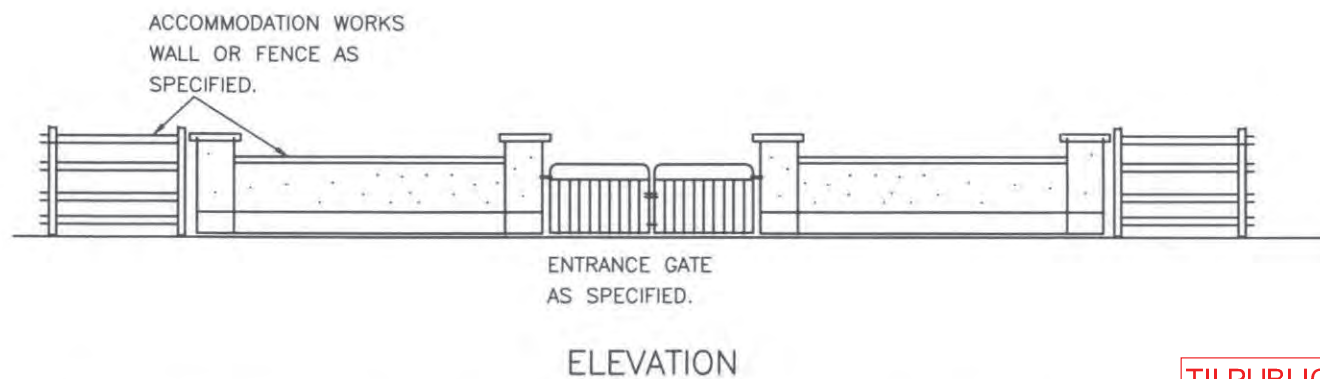 ACCOMMODATION WORKS
WALL OR FENCE AS
SPECIFIED.
ENTRANCE GATE
AS SPECIFIED.
ELEVATION